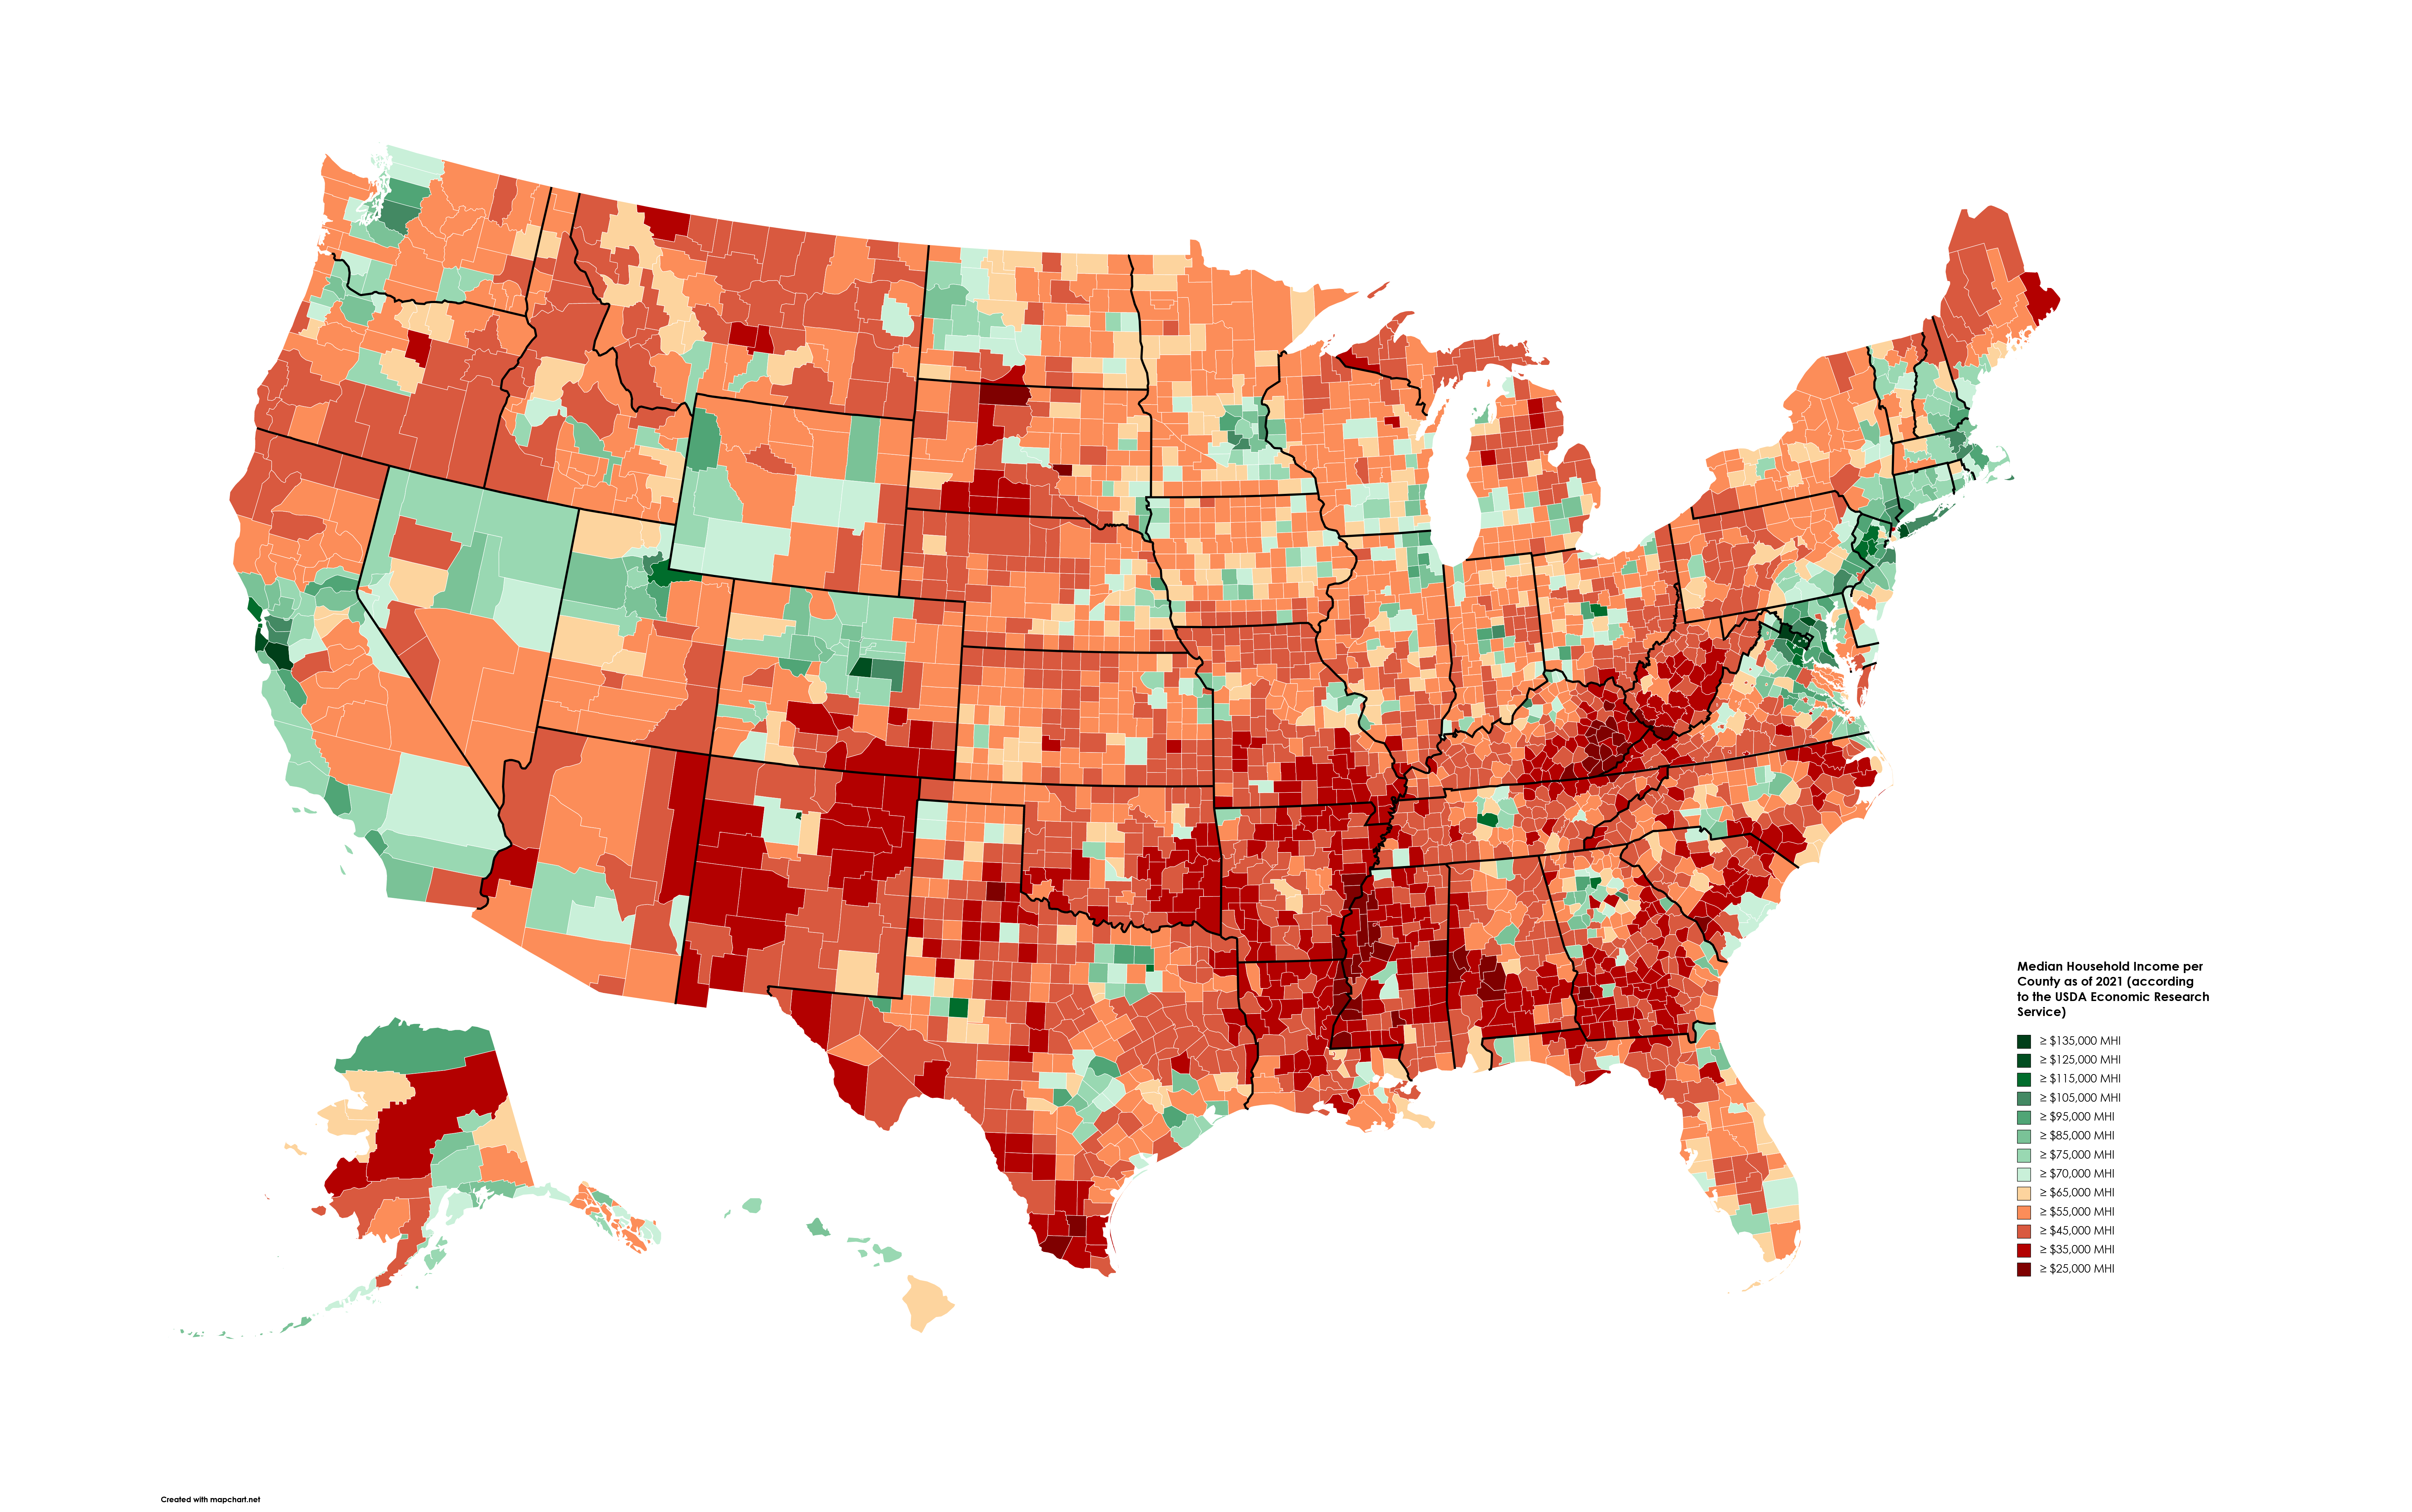 Median Household Income per
County as of 2021 (according
to the USDA Economic Research
Service)
≥ $135,000 MHI
≥ $125,000 MHI
≥ $115,000 MHI
≥ $105,000 MHI
≥ $95,000 MHI
≥ $85,000 MHI
≥ $75,000 MHI
≥ $70,000 MHI
≥ $65,000 MHI
≥ $55,000 MHI
≥ $45,000 MHI
≥ $35,000 MHI
≥ $25,000 MHI
Created with mapchart.net